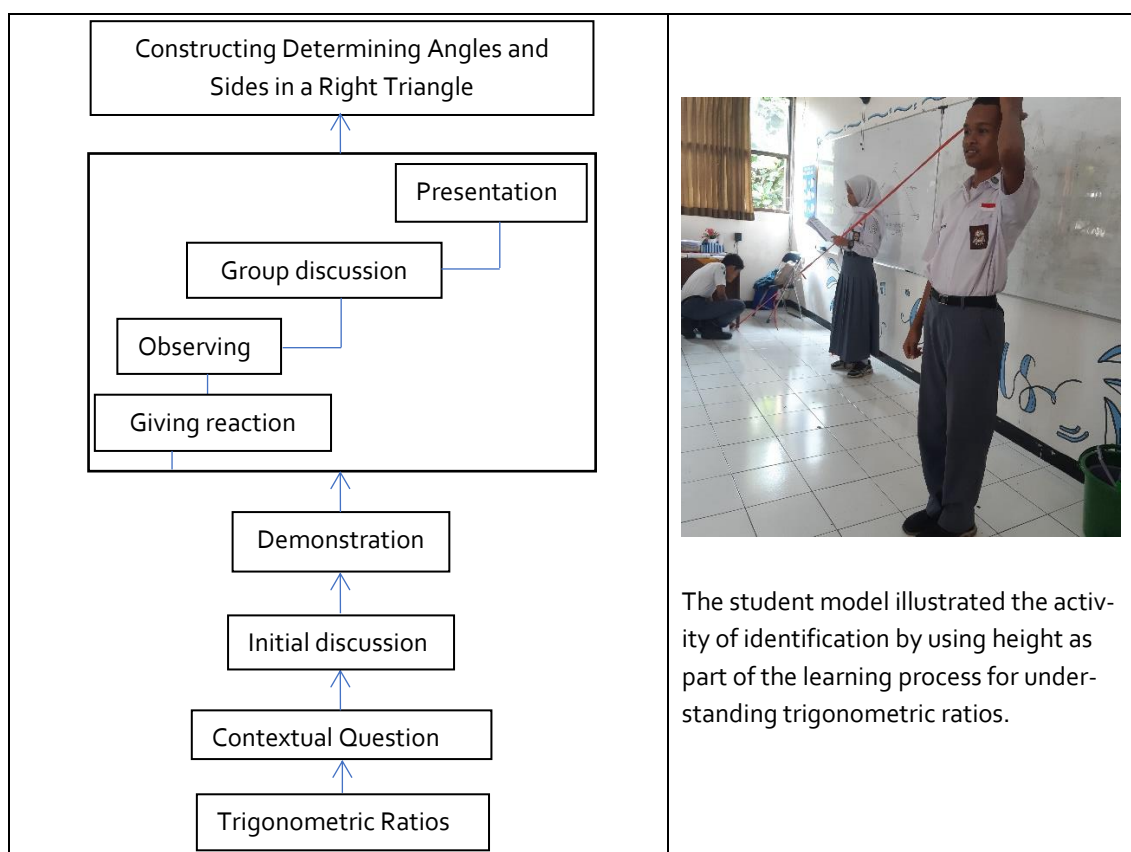 Constructing Determining Angles and
Sides in a Right Triangle
Presentation
Group discussion
Observing
Giving reaction
Demonstration
Initial discussion
Contextual Question
Trigonometric Ratios
The student model illustrated the activ-
ity of identification by using height as
part of the learning process for under-
standing trigonometric ratios.